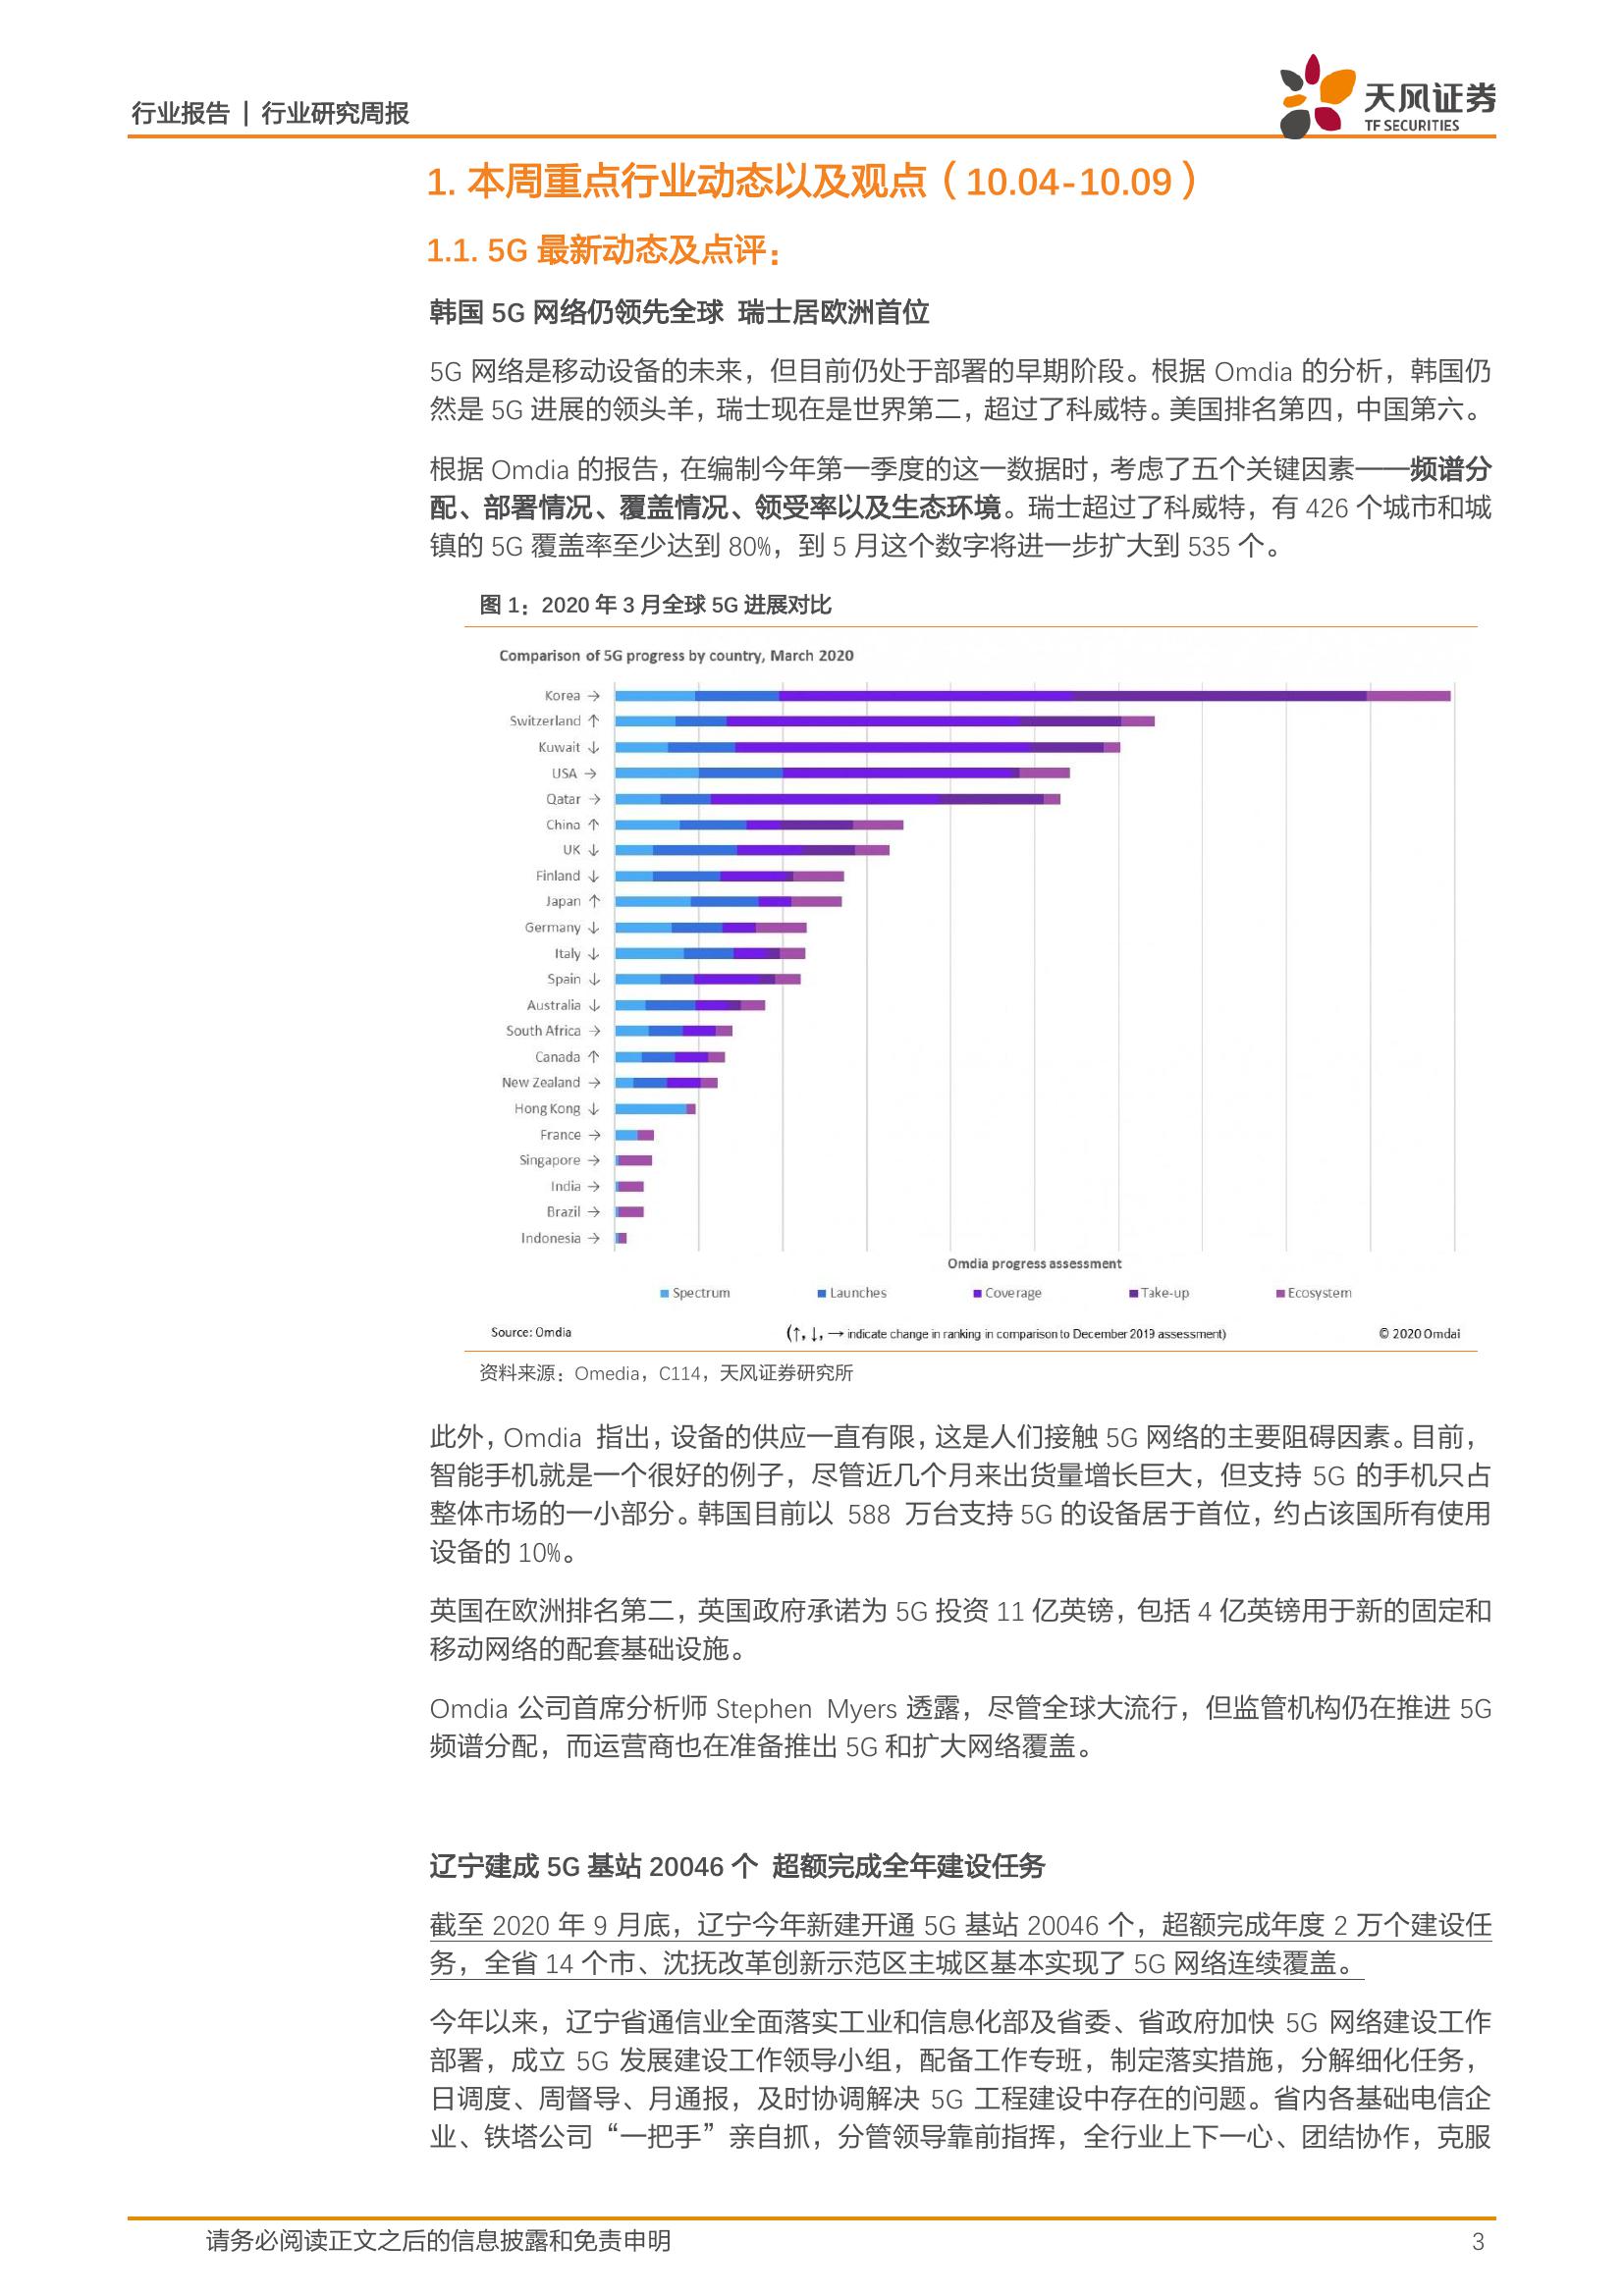 行业报告 | 行业研究周报
天风证券
TF SECURITIES
1. 本周重点行业动态以及观点（10.04-10.09）
1.1. 5G 最新动态及点评：
韩国 5G 网络仍领先全球 瑞士居欧洲首位
5G 网络是移动设备的未来，但目前仍处于部署的早期阶段。根据 Omdia 的分析，韩国仍
然是 5G 进展的领头羊，瑞士现在是世界第二，超过了科威特。美国排名第四，中国第六。
根据 Omdia 的报告，在编制今年第一季度的这一数据时，考虑了五个关键因素——频谱分
配、部署情况、覆盖情况、领受率以及生态环境。瑞士超过了科威特，有 426 个城市和城
镇的 5G 覆盖率至少达到 80%，到 5 月这个数字将进一步扩大到 535 个。
图 1：2020 年 3 月全球 5G 进展对比
Comparison of 5G progress by country, March 2020
Korea →
Switzerland ↑
Kuwait ↓
USA →
Qatar →
China ↑
UK ↓
Finland ↓
Japan ↑
Germany ↓
Italy ↓
Spain ↓
Australia ↓
South Africa →
Canada ↑
New Zealand →
Hong Kong ↓
France →
Singapore →
India →
Brazil →
Indonesia →
Omdia progress assessment
Spectrum Launches Coverage Take-up Ecosystem
Source: Omdia (↑, ↓, → indicate change in ranking in comparison to December 2019 assessment) © 2020 Omdai
资料来源：Omedia，C114，天风证券研究所
此外，Omdia 指出，设备的供应一直有限，这是人们接触 5G 网络的主要阻碍因素。目前，
智能手机就是一个很好的例子，尽管近几个月来出货量增长巨大，但支持 5G 的手机只占
整体市场的一小部分。韩国目前以 588 万台支持 5G 的设备居于首位，约占该国所有使用
设备的 10%。
英国在欧洲排名第二，英国政府承诺为 5G 投资 11 亿英镑，包括 4 亿英镑用于新的固定和
移动网络的配套基础设施。
Omdia 公司首席分析师 Stephen Myers 透露，尽管全球大流行，但监管机构仍在推进 5G
频谱分配，而运营商也在准备推出 5G 和扩大网络覆盖。
辽宁建成 5G 基站 20046 个 超额完成全年建设任务
截至 2020 年 9 月底，辽宁今年新建开通 5G 基站 20046 个，超额完成年度 2 万个建设任
务，全省 14 个市、沈抚改革创新示范区主城区基本实现了 5G 网络连续覆盖。
今年以来，辽宁省通信业全面落实工业和信息化部及省委、省政府加快 5G 网络建设工作
部署，成立 5G 发展建设工作领导小组，配备工作专班，制定落实措施，分解细化任务，
日调度、周督导、月通报，及时协调解决 5G 工程建设中存在的问题。省内各基础电信企
业、铁塔公司“一把手”亲自抓，分管领导靠前指挥，全行业上下一心、团结协作，克服
请务必阅读正文之后的信息披露和免责申明 3